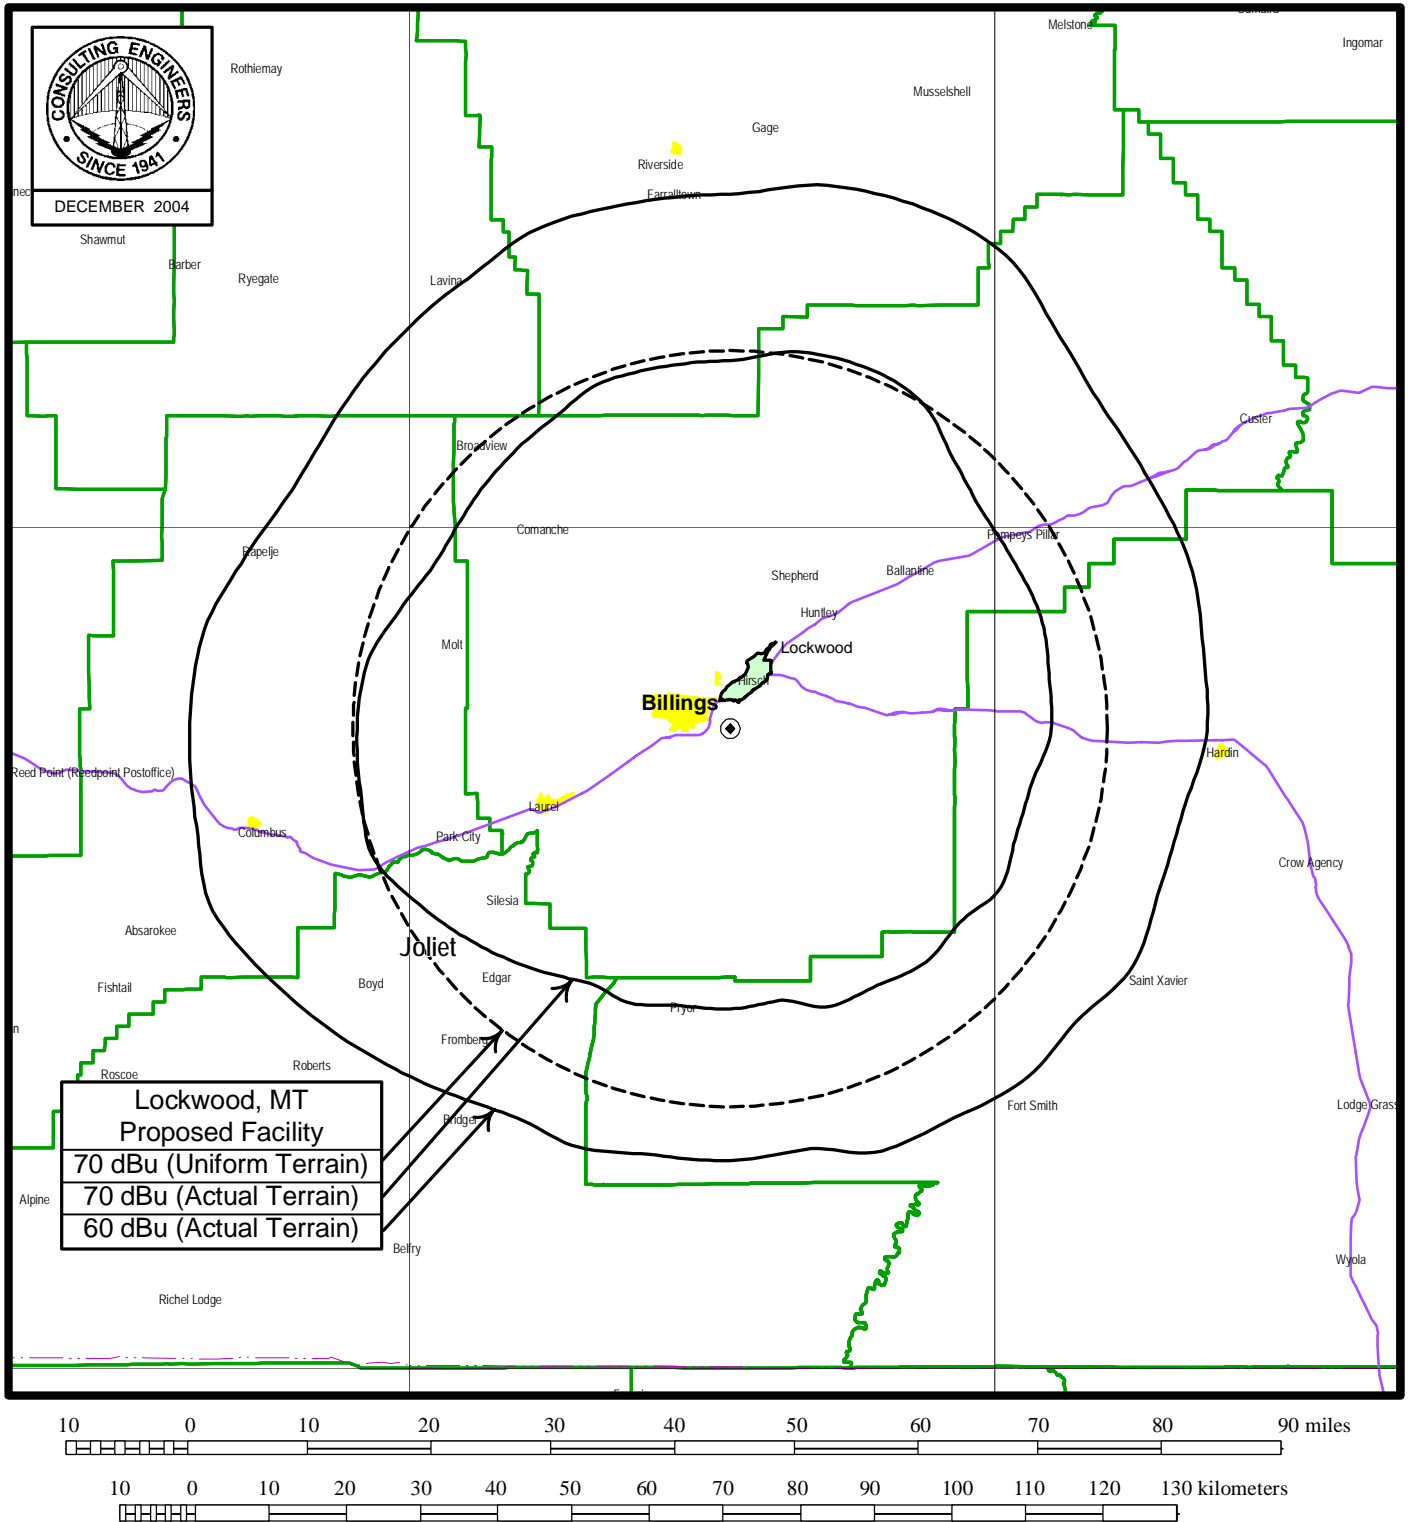 CONSULTING ENGINEERS
• SINCE 1941 •
DECEMBER 2004
Melstone
Ingomar
Rothiemay
Musselshell
Gage
Riverside
Farralltown
Shawmut
Barber
Ryegate
Lavina
Custer
Broadview
Comanche
Rapelje
Pompeys Pillar
Shepherd
Ballantine
Huntley
Molt
Lockwood
Hirsch
Billings
Hardin
Reed Point (Reedpoint Postoffice)
Laurel
Columbus
Park City
Crow Agency
Silesia
Absarokee
Joliet
Edgar
Boyd
Fishtail
Saint Xavier
Pryor
Fromberg
Roberts
Roscoe
Fort Smith
Lodge Grass
Bridger
Lockwood, MT
Proposed Facility
70 dBu (Uniform Terrain)
70 dBu (Actual Terrain)
60 dBu (Actual Terrain)
Alpine
Belfry
Wyola
Richel Lodge
10 0 10 20 30 40 50 60 70 80 90 miles
10 0 10 20 30 40 50 60 70 80 90 100 110 120 130 kilometers